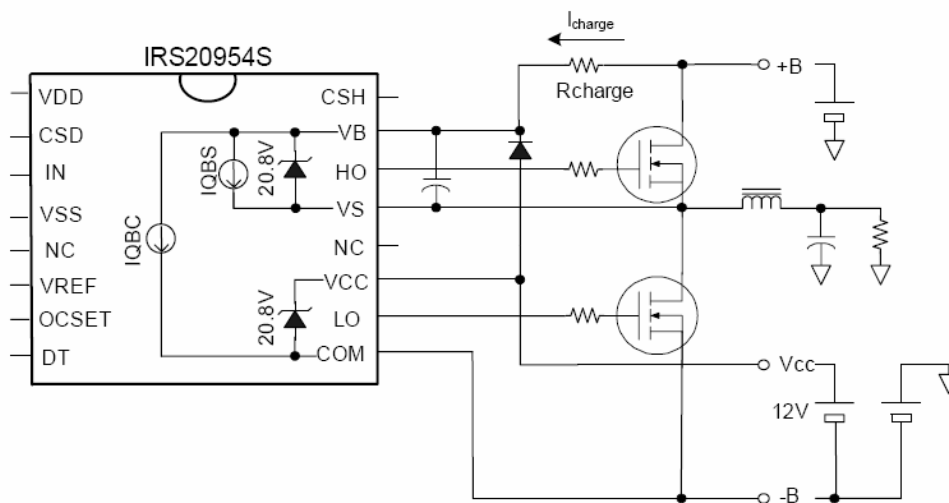 IRS20954S
Icharge
Rcharge
+B
VDD
CSD
IN
VSS
NC
VREF
OCSET
DT
IQBC
IQBS
20.8V
20.8V
CSH
VB
HO
VS
NC
VCC
LO
COM
Vcc
12V
-B